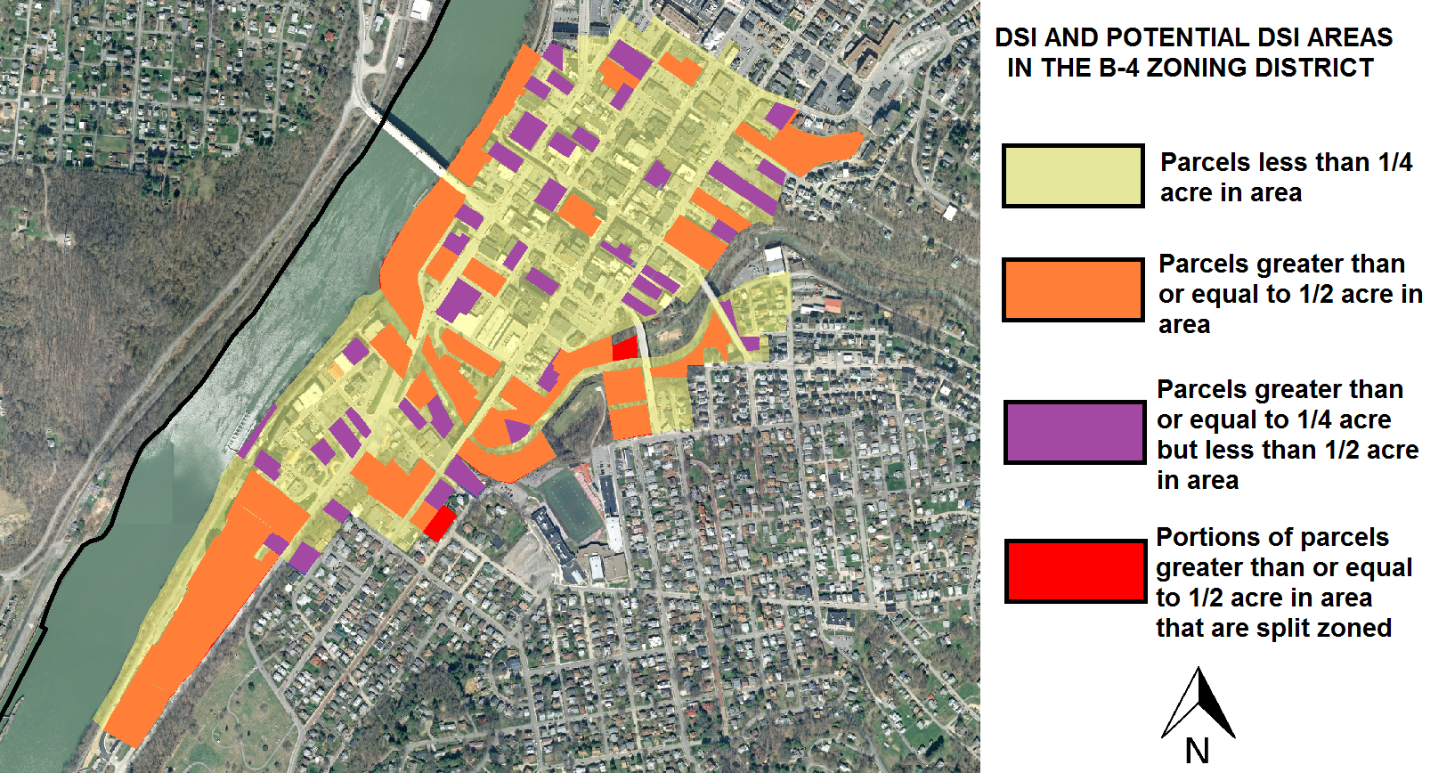 DSI AND POTENTIAL DSI AREAS
IN THE B-4 ZONING DISTRICT
Parcels less than 1/4
acre in area
Parcels greater than
or equal to 1/2 acre in
area
Parcels greater than
or equal to 1/4 acre
but less than 1/2 acre
in area
Portions of parcels
greater than or equal
to 1/2 acre in area
that are split zoned
N